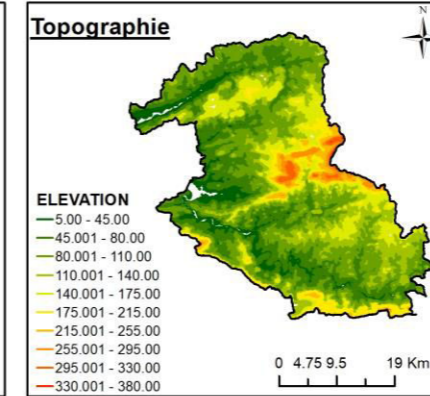 Topographie
N
ELEVATION
5.00 - 45.00
45.001 - 80.00
80.001 - 110.00
110.001 - 140.00
140.001 - 175.00
175.001 - 215.00
215.001 - 255.00
255.001 - 295.00
295.001 - 330.00
330.001 - 380.00
0 4.75 9.5 19 Km